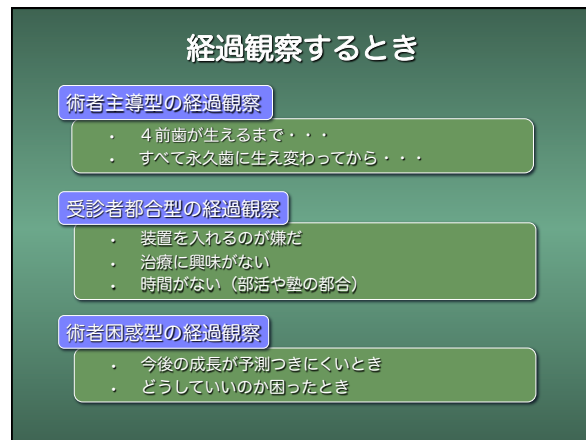 経過観察するとき
術者主導型の経過観察
・ ４前歯が生えるまで・・・
・ すべて永久歯に生え変わってから・・・
受診者都合型の経過観察
・ 装置を入れるのが嫌だ
・ 治療に興味がない
・ 時間がない（部活や塾の都合）
術者困惑型の経過観察
・ 今後の成長が予測つきにくいとき
・ どうしていいのか困ったとき